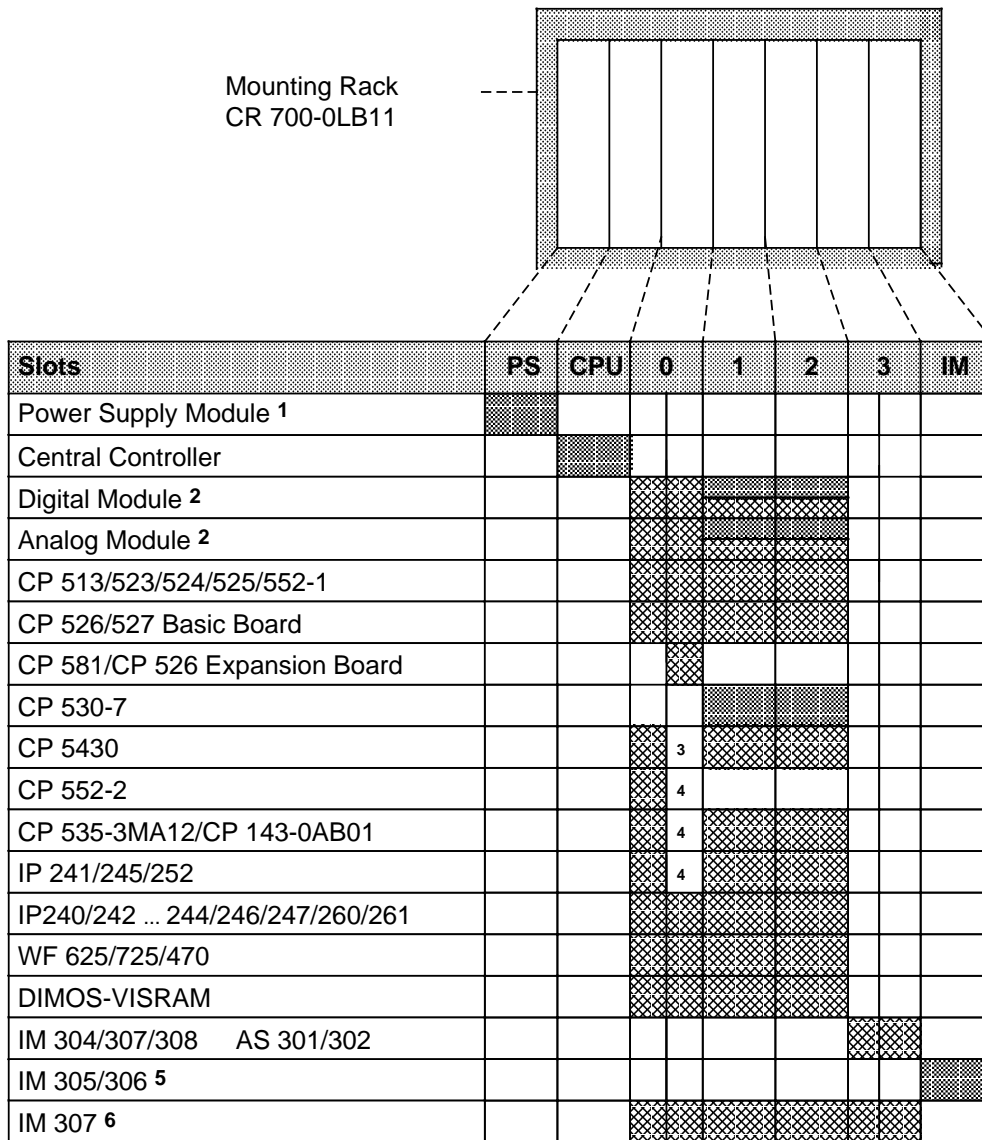 Mounting Rack
CR 700-0LB11
Slots PS CPU 0 1 2 3 IM
Power Supply Module 1
Central Controller
Digital Module 2
Analog Module 2
CP 513/523/524/525/552-1
CP 526/527 Basic Board
CP 581/CP 526 Expansion Board
CP 530-7
CP 5430 3
CP 552-2 4
CP 535-3MA12/CP 143-0AB01 4
IP 241/245/252 4
IP240/242 ... 244/246/247/260/261
WF 625/725/470
DIMOS-VISRAM
IM 304/307/308 AS 301/302
IM 305/306 5
IM 307 6